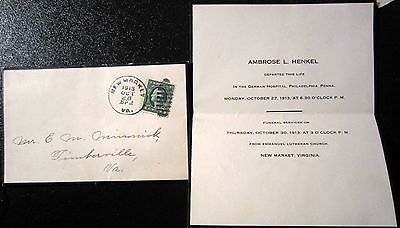 NEW MARKET
1913
OCT
28
VA.
Mr. E. M. Minnick,
Timberville,
Va.
AMBROSE L. HENKEL
DEPARTED THIS LIFE
IN THE GERMAN HOSPITAL, PHILADELPHIA, PENNA.
MONDAY, OCTOBER 27, 1913, AT 6.30 O'CLOCK P. M.
FUNERAL SERVICES ON
THURSDAY, OCTOBER 30, 1913, AT 3 O'CLOCK P. M.
FROM EMMANUEL LUTHERAN CHURCH
NEW MARKET, VIRGINIA.